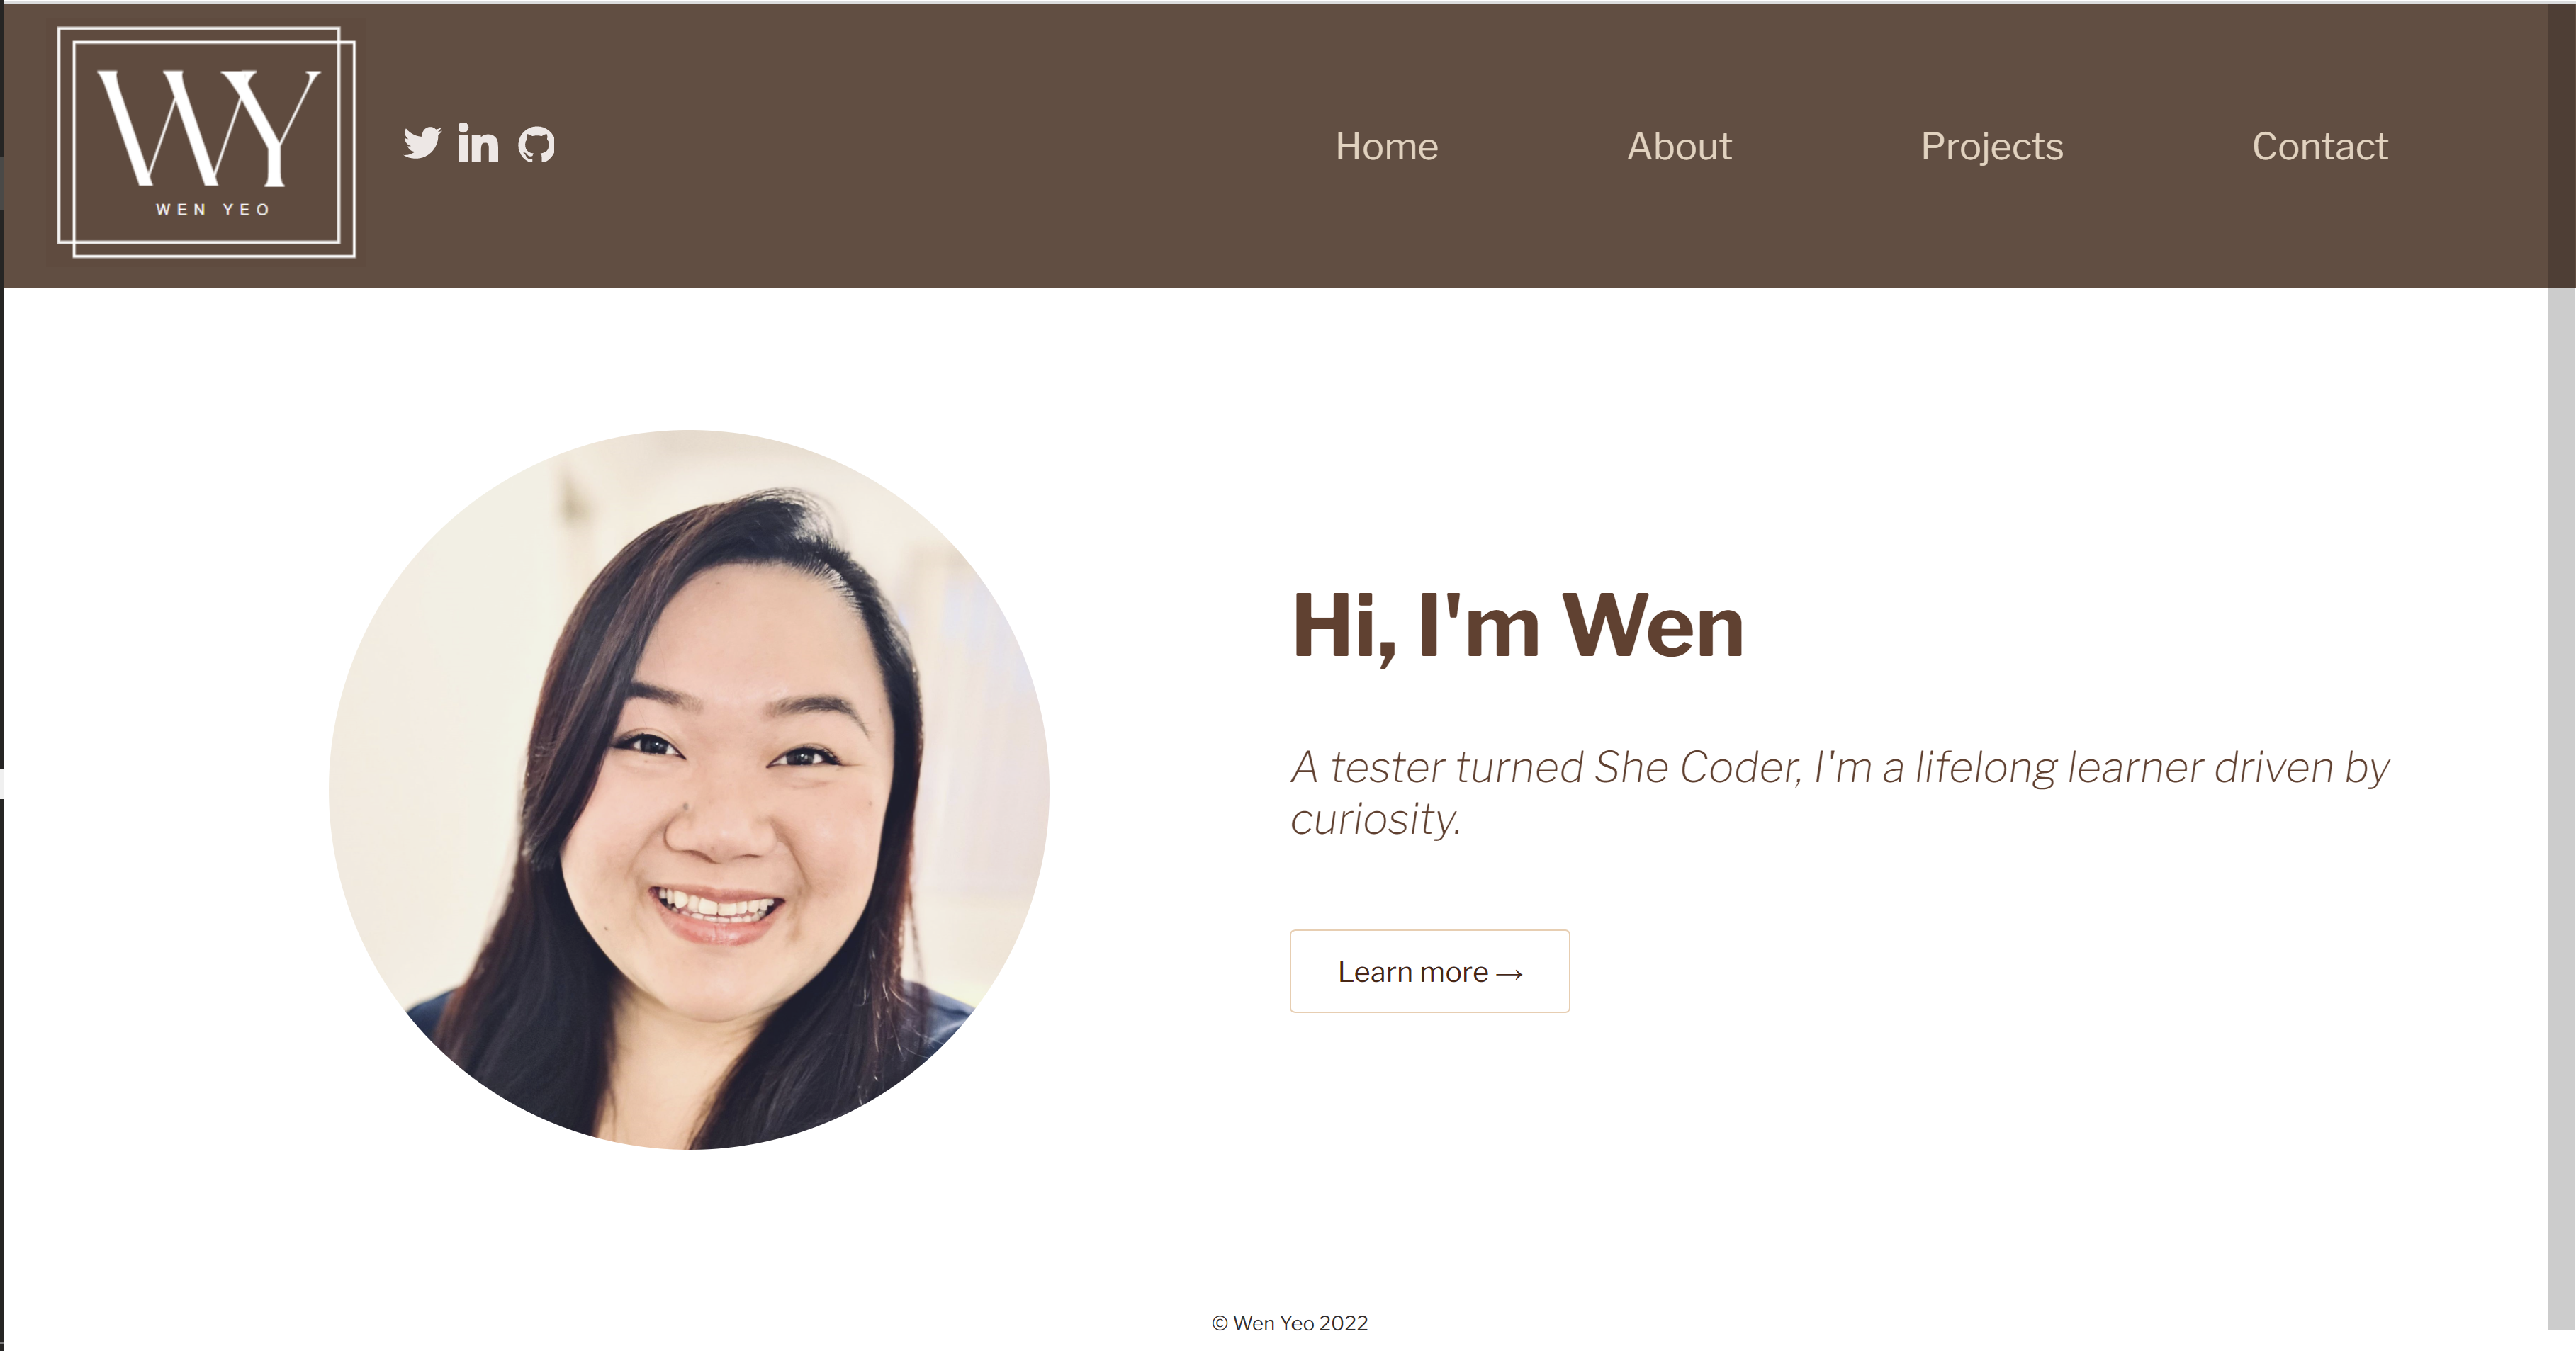 WY
WEN YEO
in
Home About Projects Contact
Hi, I'm Wen
A tester turned She Coder, I'm a lifelong learner driven by
curiosity.
Learn more →
© Wen Yeo 2022